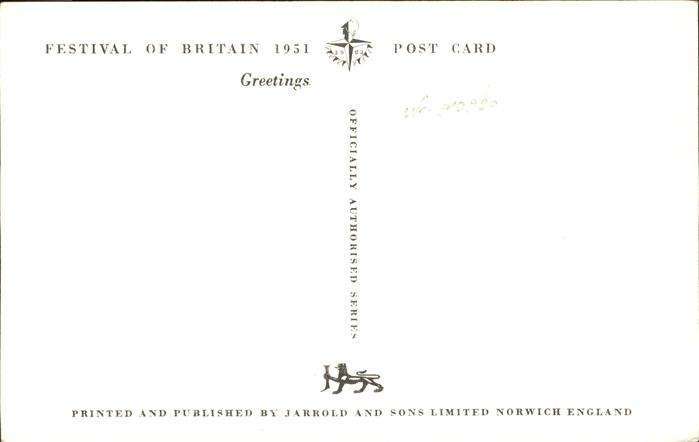 FESTIVAL OF BRITAIN 1951 POST CARD
Greetings
OFFICIALLY AUTHORISED SERIES
PRINTED AND PUBLISHED BY JARROLD AND SONS LIMITED NORWICH ENGLAND